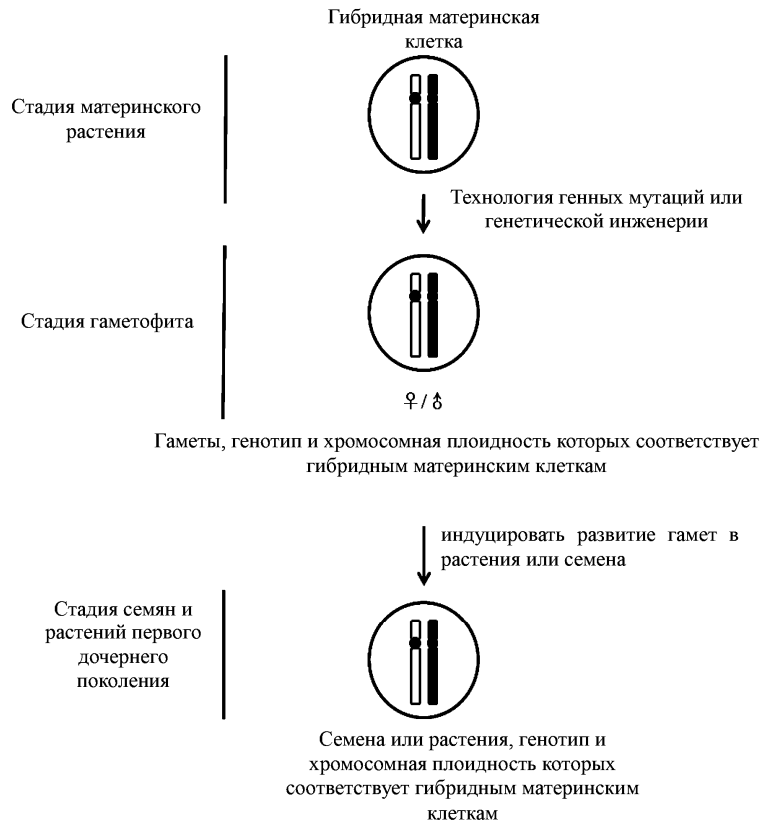 Гибридная материнская
клетка
Стадия материнского
растения
Технология генных мутаций или
генетической инженерии
Стадия гаметофита
♀/♂
Гаметы, генотип и хромосомная плоидность которых соответствует
гибридным материнским клеткам
индуцировать развитие гамет в
растения или семена
Стадия семян и
растений первого
дочернего
поколения
Семена или растения, генотип и
хромосомная плоидность которых
соответствует гибридным материнским
клеткам